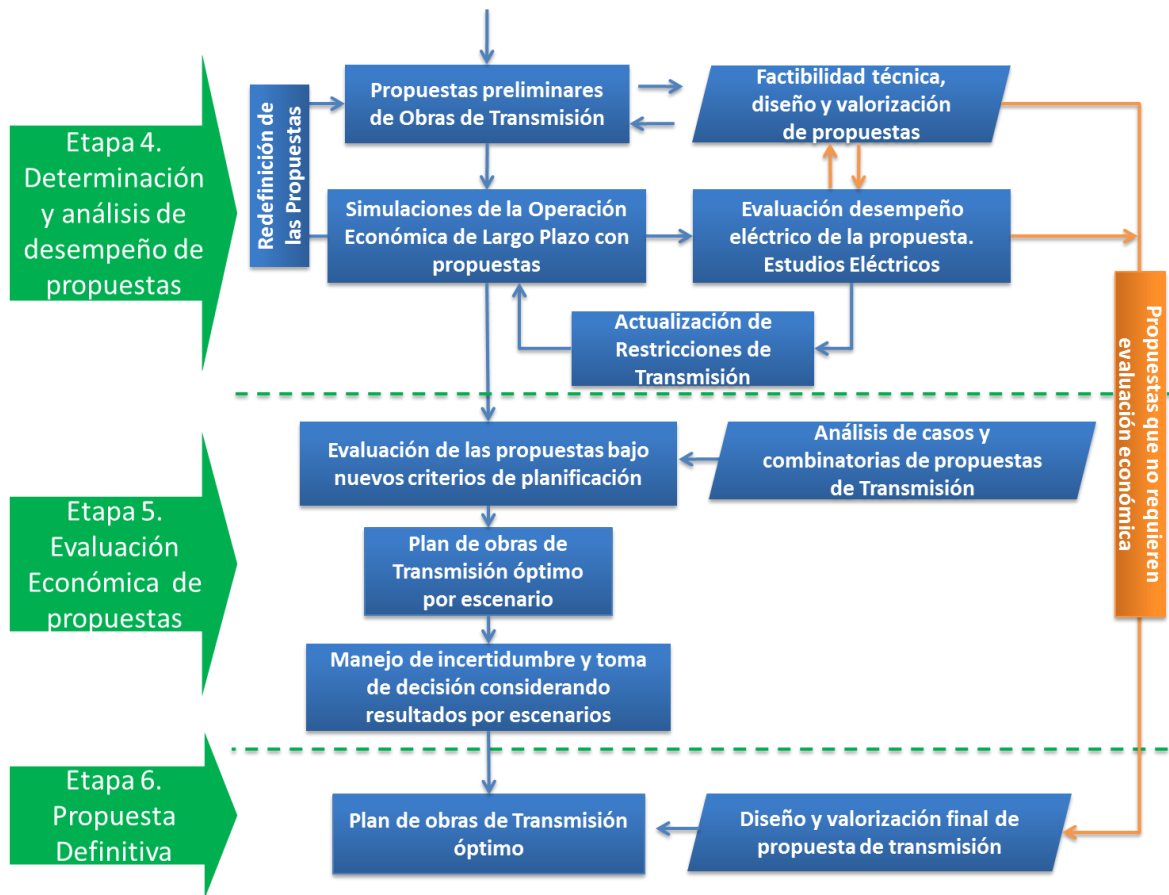 Etapa 4.
Determinación
y análisis de
desempeño de
propuestas
Redefinición de
las Propuestas
Propuestas preliminares
de Obras de Transmisión
Factibilidad técnica,
diseño y valorización
de propuestas
Simulaciones de la Operación
Económica de Largo Plazo con
propuestas
Evaluación desempeño
eléctrico de la propuesta.
Estudios Eléctricos
Actualización de
Restricciones de
Transmisión
Propuestas que no requieren
evaluación económica
Etapa 5.
Evaluación
Económica de
propuestas
Evaluación de las propuestas bajo
nuevos criterios de planificación
Análisis de casos y
combinatorias de propuestas
de Transmisión
Plan de obras de
Transmisión óptimo
por escenario
Manejo de incertidumbre y toma
de decisión considerando
resultados por escenarios
Etapa 6.
Propuesta
Definitiva
Plan de obras de Transmisión
óptimo
Diseño y valorización final de
propuesta de transmisión